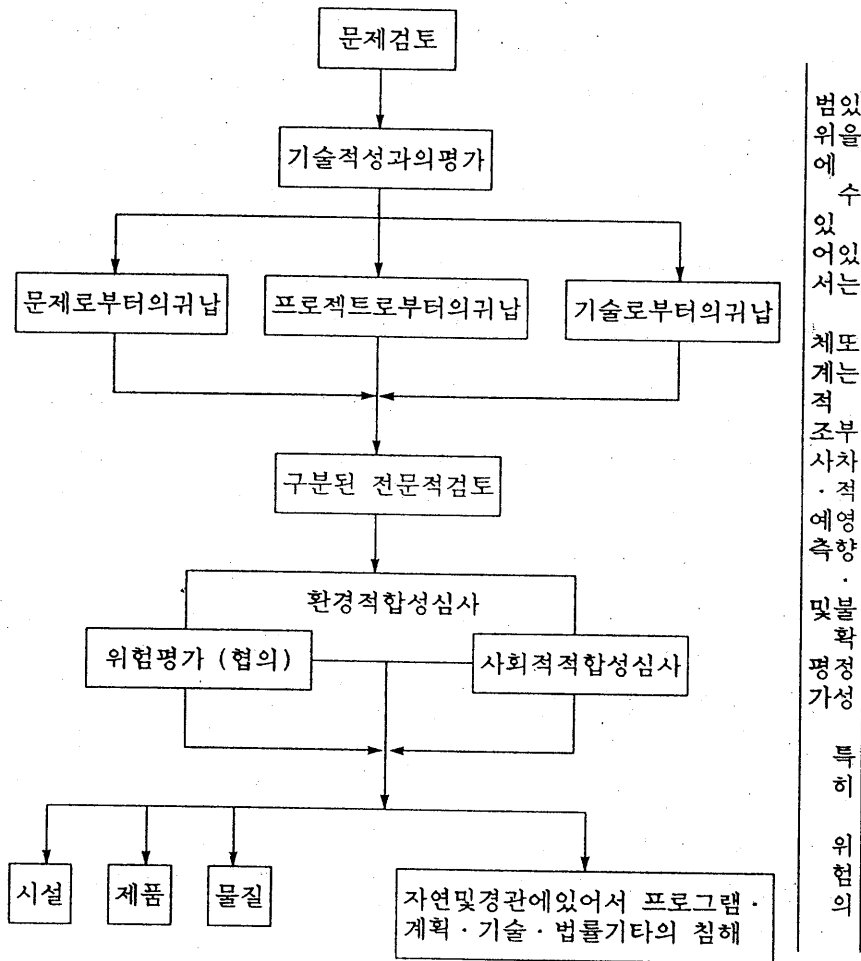 문제검토
기술적성과의평가
문제로부터의귀납
프로젝트로부터의귀납
기술로부터의귀납
구분된 전문적검토
환경적합성심사
위험평가 (협의)
사회적적합성심사
시설
제품
물질
자연및경관에있어서 프로그램·
계획·기술·법률기타의 침해
있을 수 있는 또는 부차적 영향·불확정성 특히 위험의
범위에 있어서 체계적 조사·예측 및 평가